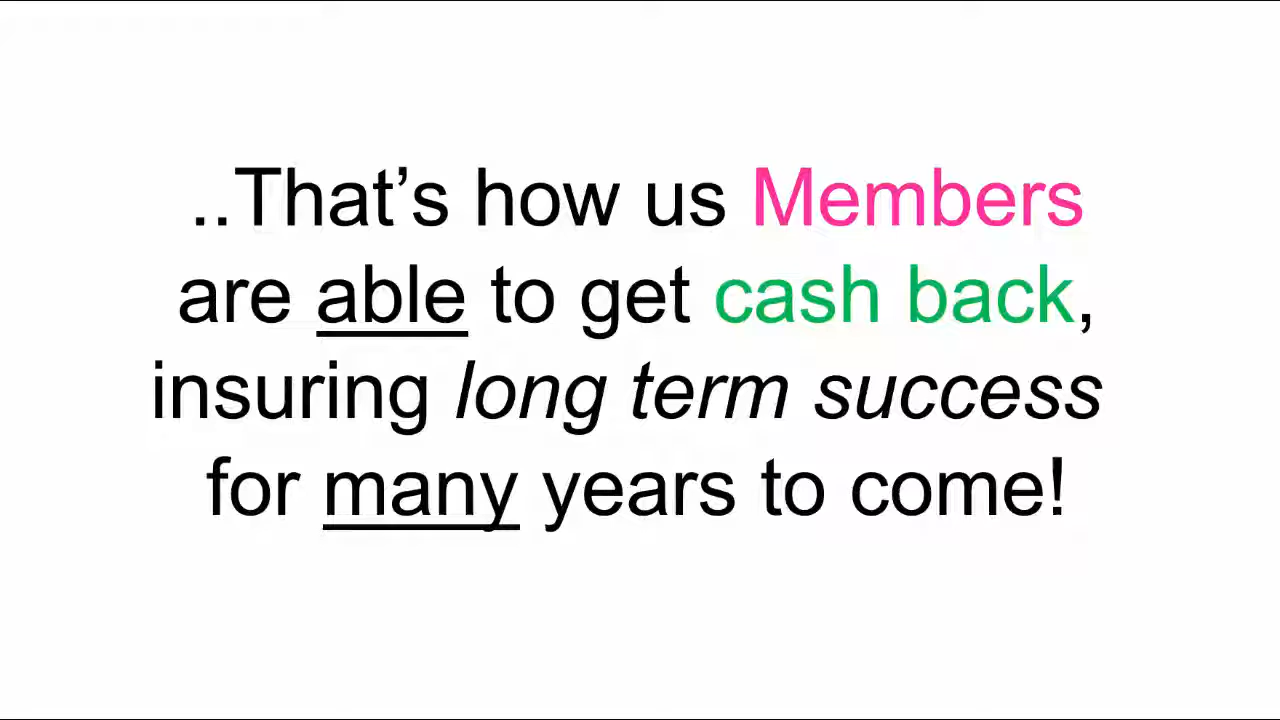 ..That’s how us Members
are able to get cash back,
insuring long term success
for many years to come!